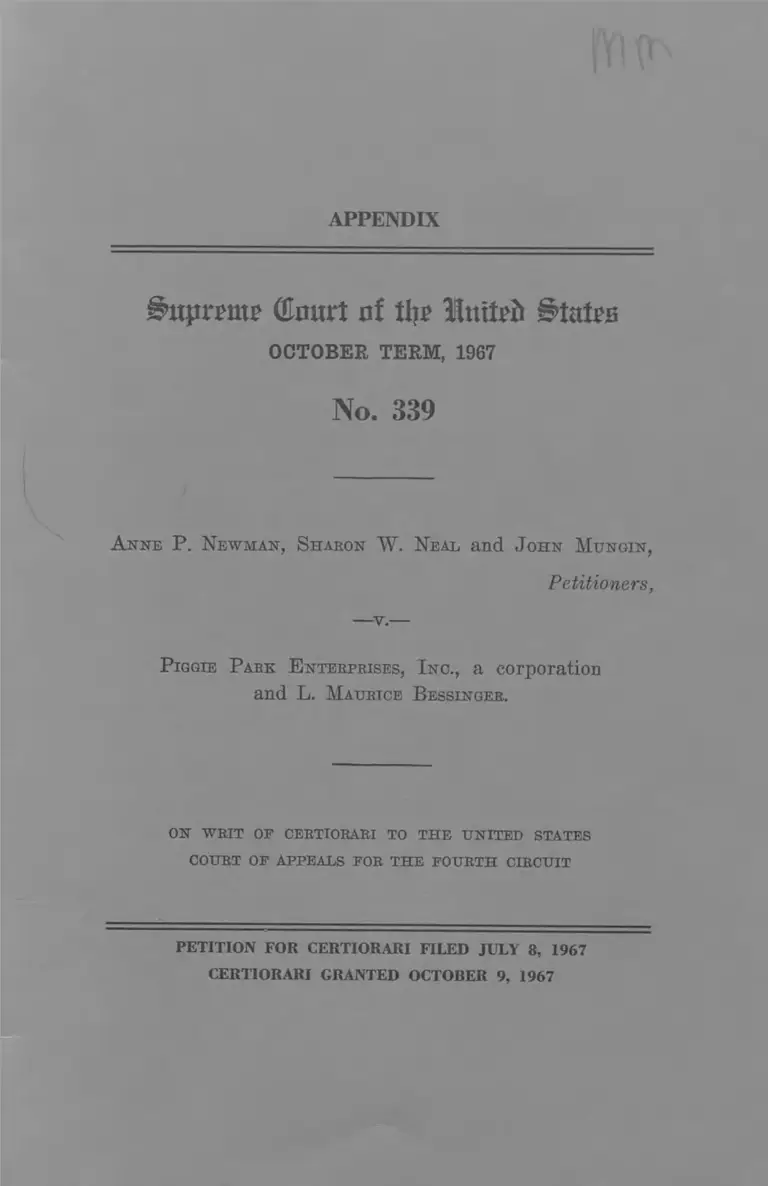 mm
APPENDIX
Supreme Court of the United States
OCTOBER TERM, 1967
No. 339
ANNE P. NEWMAN, SHARON W. NEAL and JOHN MUNGIN,
Petitioners,
—v.—
PIGGIE PARK ENTERPRISES, INC., a corporation
and L. MAURICE BESSINGER.
ON WRIT OF CERTIORARI TO THE UNITED STATES
COURT OF APPEALS FOR THE FOURTH CIRCUIT
PETITION FOR CERTIORARI FILED JULY 8, 1967
CERTIORARI GRANTED OCTOBER 9, 1967